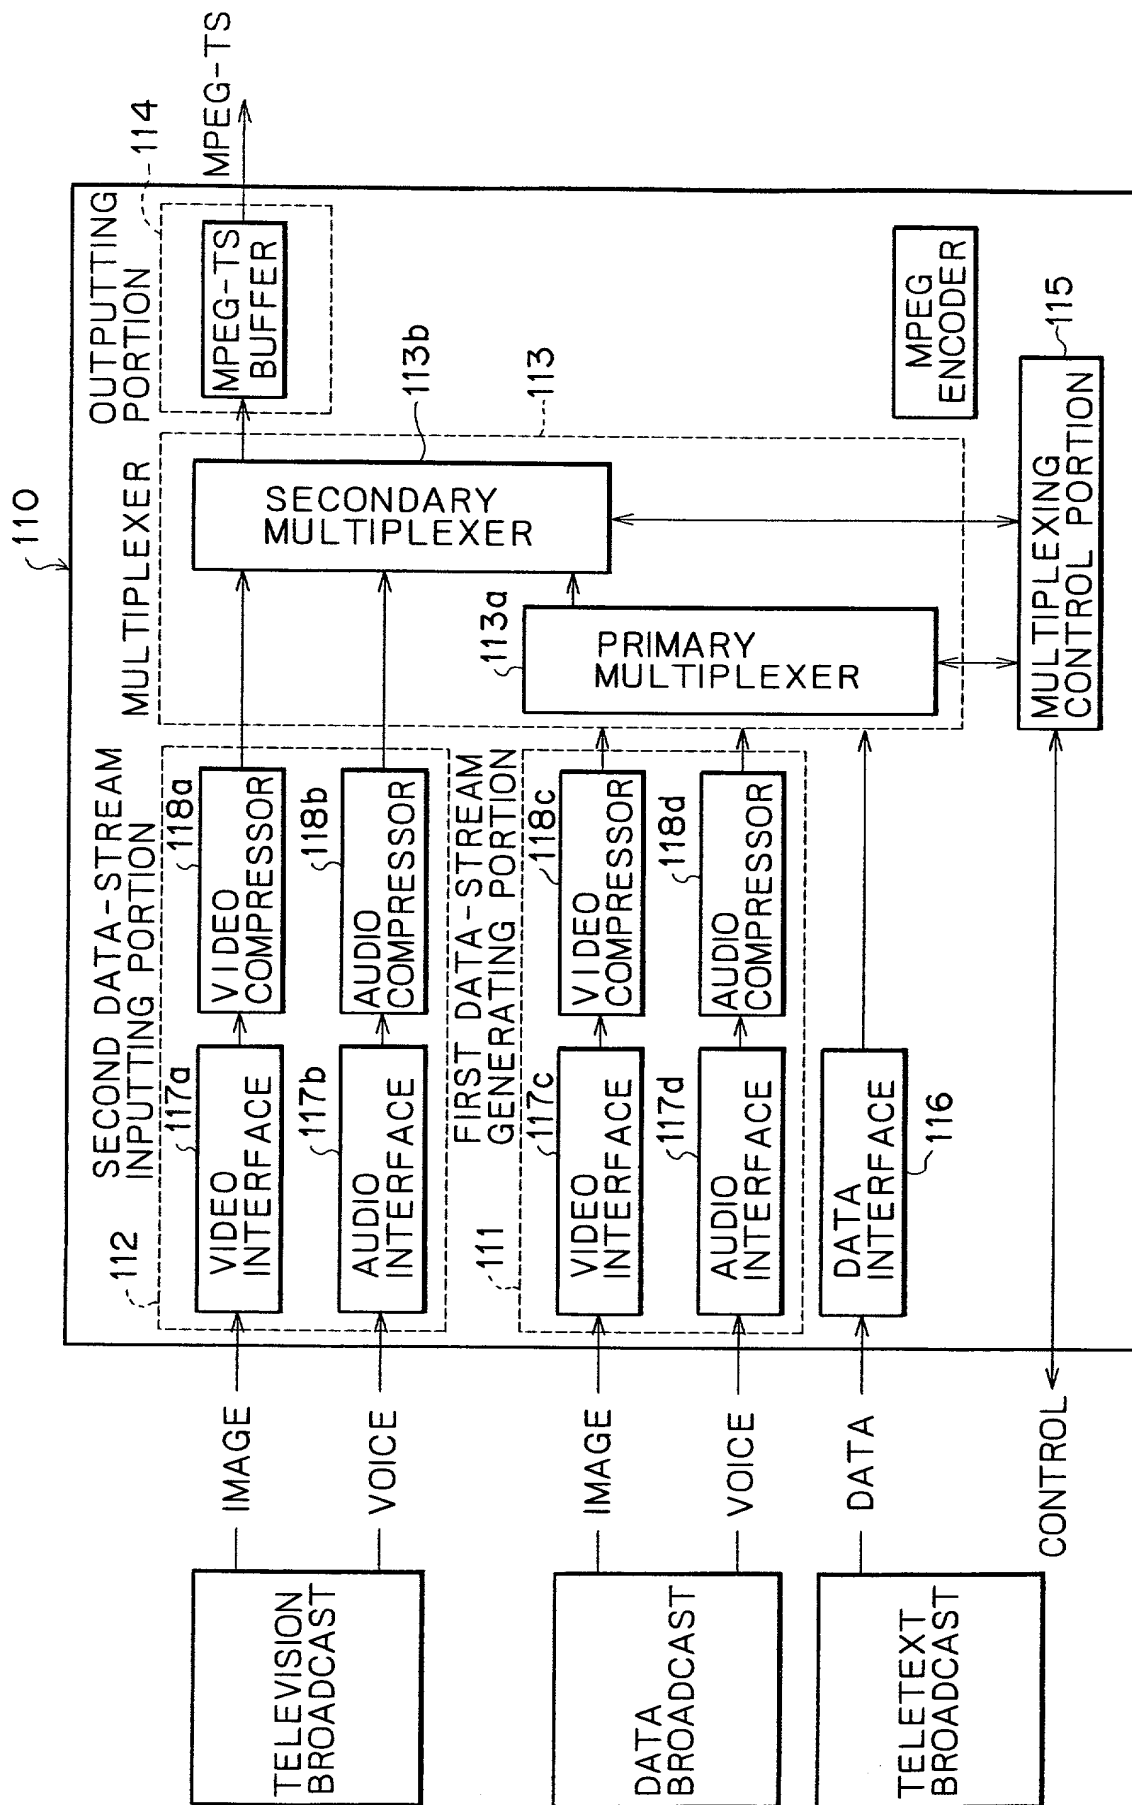 110
SECOND DATA-STREAM
INPUTTING PORTION
MULTIPLEXER
OUTPUTTING
PORTION
114
112
117a
118a
TELEVISION
BROADCAST
IMAGE
VIDEO
INTERFACE
VIDEO
COMPRESSOR
SECONDARY
MULTIPLEXER
MPEG-TS
BUFFER
MPEG-TS
117b
118b
113b
VOICE
AUDIO
INTERFACE
AUDIO
COMPRESSOR
113
FIRST DATA-STREAM
GENERATING PORTION
111
117c
118c
113a
DATA
BROADCAST
IMAGE
VIDEO
INTERFACE
VIDEO
COMPRESSOR
PRIMARY
MULTIPLEXER
117d
118d
VOICE
AUDIO
INTERFACE
AUDIO
COMPRESSOR
TELETEXT
BROADCAST
DATA
DATA
INTERFACE
116
MPEG
ENCODER
CONTROL
MULTIPLEXING
CONTROL PORTION
115